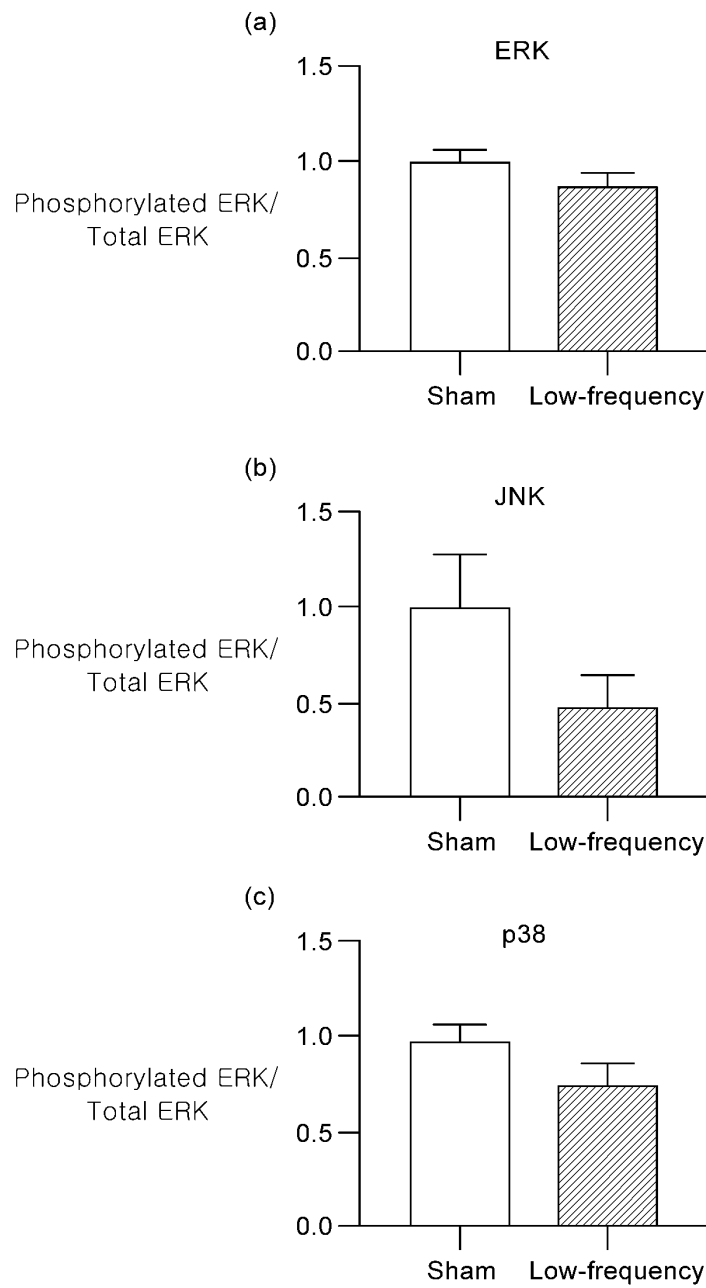 (a)
ERK
1.5
1.0
Phosphorylated ERK/
Total ERK
0.5
0.0
Sham Low-frequency
(b)
JNK
1.5
1.0
Phosphorylated ERK/
Total ERK
0.5
0.0
Sham Low-frequency
(c)
p38
1.5
1.0
Phosphorylated ERK/
Total ERK
0.5
0.0
Sham Low-frequency